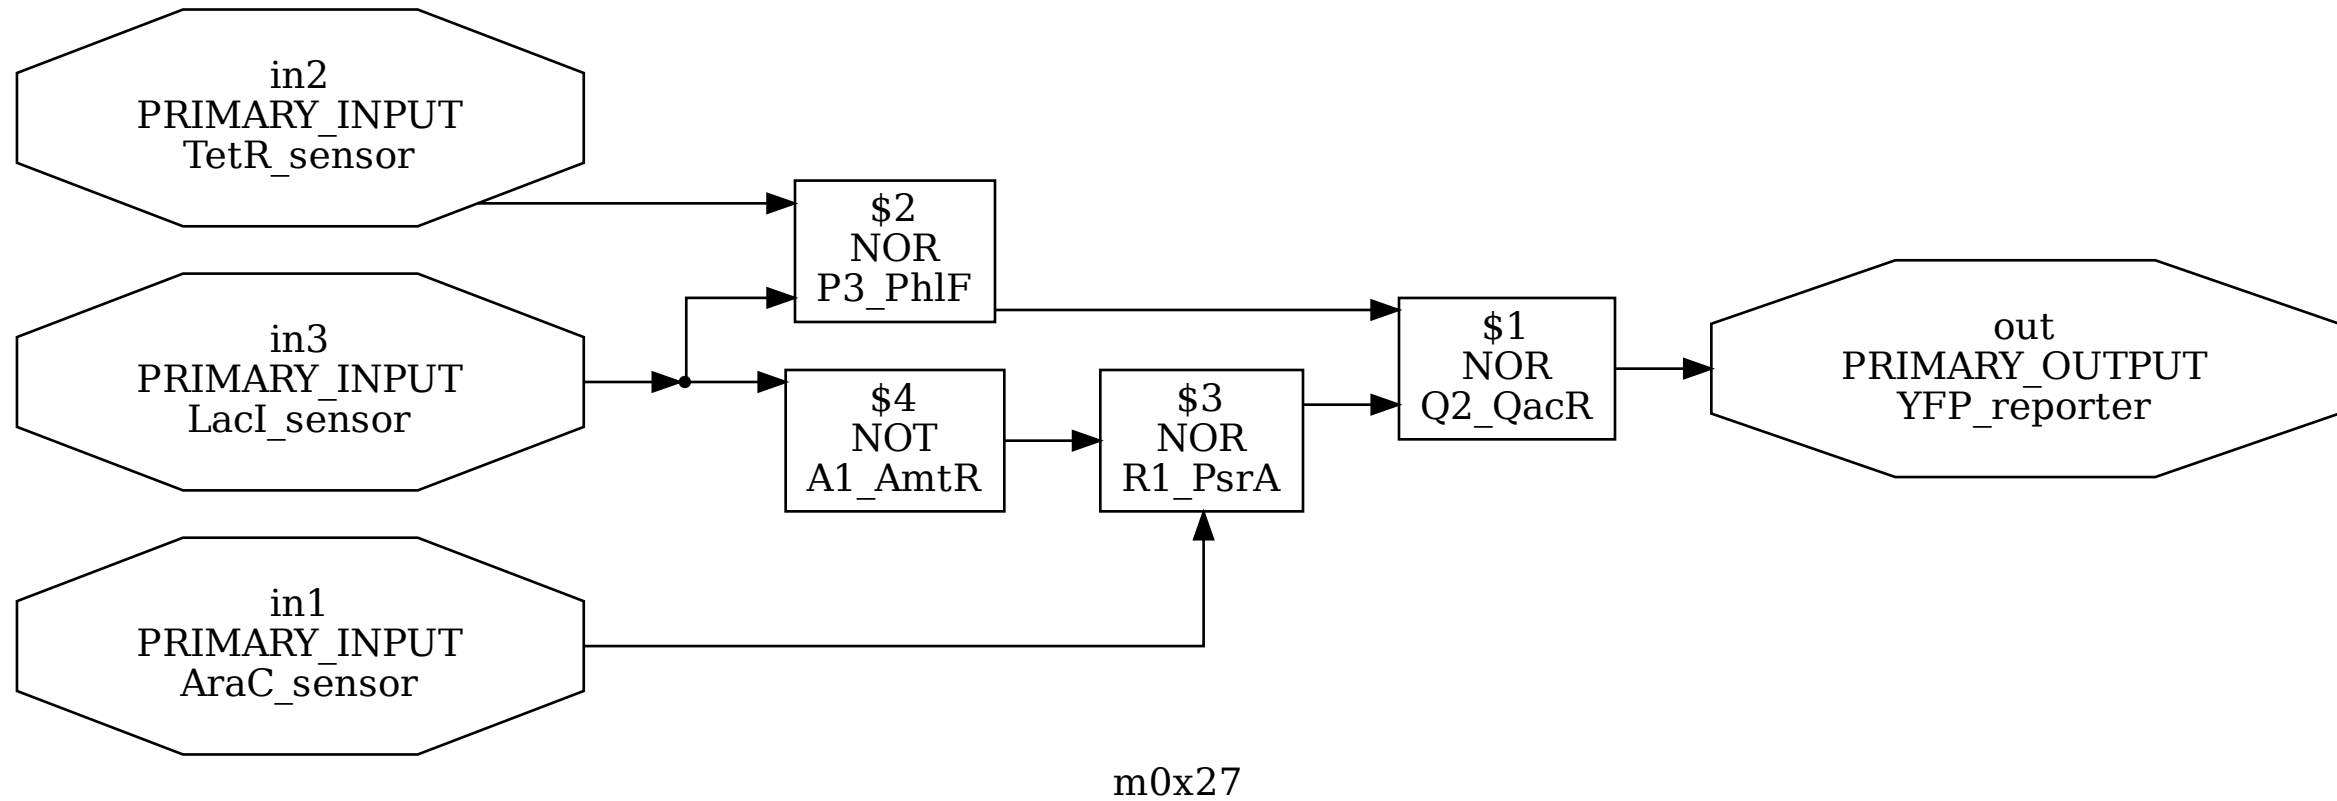 in2
PRIMARY_INPUT
TetR_sensor
$2
NOR
P3_PhlF
in3
PRIMARY_INPUT
LacI_sensor
$4
NOT
A1_AmtR
$3
NOR
R1_PsrA
$1
NOR
Q2_QacR
out
PRIMARY_OUTPUT
YFP_reporter
in1
PRIMARY_INPUT
AraC_sensor
m0x27